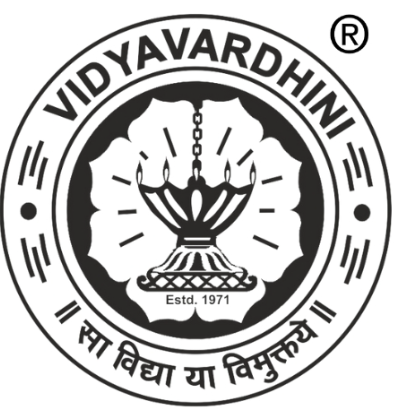 ®
VIDYAVARDHINI
Estd. 1971
॥ सा विद्या या विमुक्तये ॥